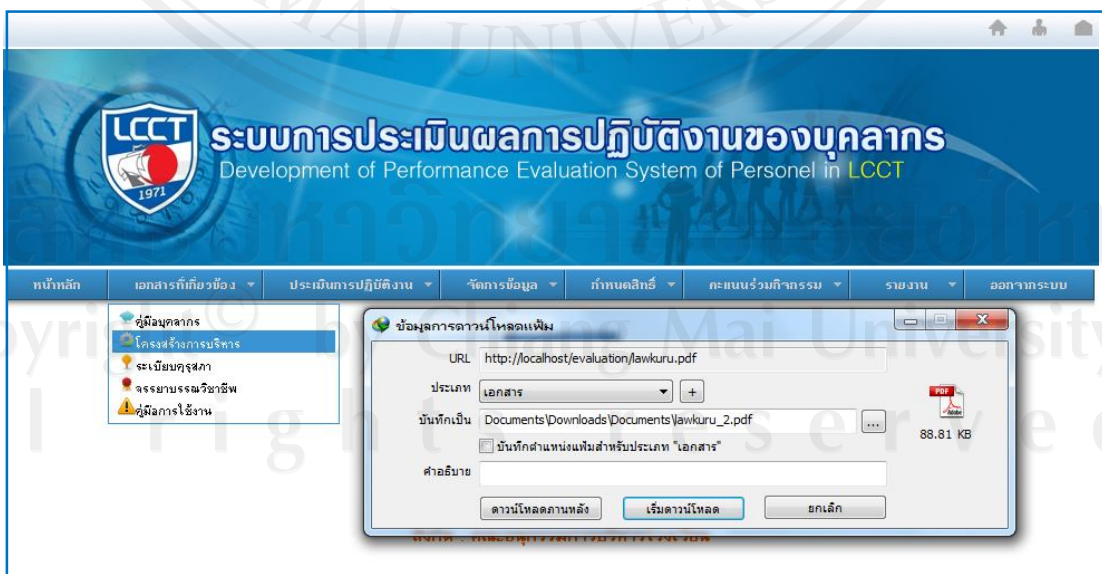 LCCT
1971
ระบบการประเมินผลการปฏิบัติงานของบุคลากร
Development of Performance Evaluation System of Personel in LCCT
หน้าหลัก เอกสารที่เกี่ยวข้อง ประเมินการปฏิบัติงาน จัดการข้อมูล กำหนดสิทธิ์ คะแนนร่วมกิจกรรม รายงาน ออกจากระบบ
คู่มือบุคลากร
โครงสร้างการบริหาร
ระเบียบคุรุสภา
จรรยาบรรณวิชาชีพ
คู่มือการใช้งาน
ข้อมูลการดาวน์โหลดแฟ้ม
URL http://localhost/evaluation/lawkuru.pdf
ประเภท เอกสาร +
บันทึกเป็น Documents\Downloads\Documents\lawkuru_2.pdf ...
บันทึกตำแหน่งแฟ้มสำหรับประเภท "เอกสาร"
คำอธิบาย
PDF
Adobe
88.81 KB
ดาวน์โหลดภายหลัง เริ่มดาวน์โหลด ยกเลิก